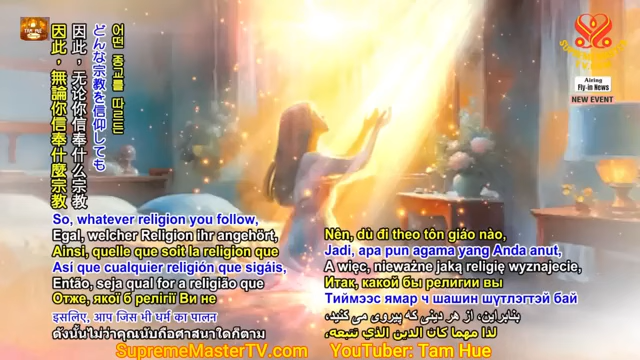 SUPREME MASTER
TV
Airing
Fly-in News
NEW EVENT
因此，無論你信奉什麼宗教
因此，无论你信奉什么宗教
どんな宗教を信仰しても
어떤 종교를 따르든
So, whatever religion you follow,
Egal, welcher Religion ihr angehört,
Ainsi, quelle que soit la religion que
Así que cualquier religión que sigáis,
Então, seja qual for a religião que
Отже, якої б релігії Ви не
इसलिए, आप जिस भी धर्म का पालन
ดังนั้นไม่ว่าคุณนับถือศาสนาใดก็ตาม
Nên, dù đi theo tôn giáo nào,
Jadi, apa pun agama yang Anda anut,
A więc, nieważne jaką religię wyznajecie,
Итак, какой бы религии вы
Тиймээс ямар ч шашин шүтлэгтэй бай
بنابراین، از هر دینی که پیروی می کنید،
لذا مهما كان الدين الذي تتبعه،
SupremeMasterTV.com
YouTuber: Tam Hue